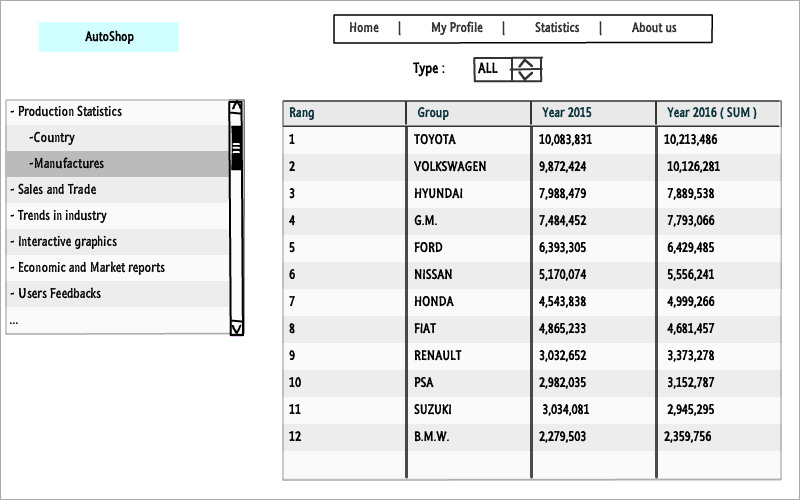 AutoShop
Home | My Profile | Statistics | About us
Type : ALL
- Production Statistics
-Country
-Manufactures
- Sales and Trade
- Trends in industry
- Interactive graphics
- Economic and Market reports
- Users Feedbacks
...
Rang Group Year 2015 Year 2016 ( SUM )
1 TOYOTA 10,083,831 10,213,486
2 VOLKSWAGEN 9,872,424 10,126,281
3 HYUNDAI 7,988,479 7,889,538
4 G.M. 7,484,452 7,793,066
5 FORD 6,393,305 6,429,485
6 NISSAN 5,170,074 5,556,241
7 HONDA 4,543,838 4,999,266
8 FIAT 4,865,233 4,681,457
9 RENAULT 3,032,652 3,373,278
10 PSA 2,982,035 3,152,787
11 SUZUKI 3,034,081 2,945,295
12 B.M.W. 2,279,503 2,359,756